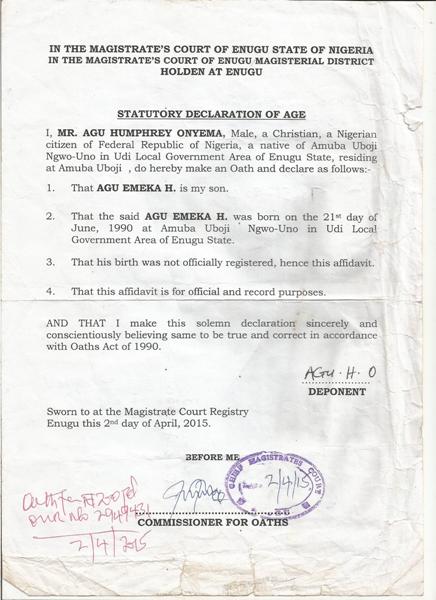 IN THE MAGISTRATE'S COURT OF ENUGU STATE OF NIGERIA
IN THE MAGISTRATE'S COURT OF ENUGU MAGISTERIAL DISTRICT
HOLDEN AT ENUGU
STATUTORY DECLARATION OF AGE
I, MR. AGU HUMPHREY ONYEMA, Male, a Christian, a Nigerian
citizen of Federal Republic of Nigeria, a native of Amuba Uboji
Ngwo-Uno in Udi Local Government Area of Enugu State, residing
at Amuba Uboji , do hereby make an Oath and declare as follows:-
1. That AGU EMEKA H. is my son.
2. That the said AGU EMEKA H. was born on the 21st day of
June, 1990 at Amuba Uboji Ngwo-Uno in Udi Local
Government Area of Enugu State.
3. That his birth was not officially registered, hence this affidavit.
4. That this affidavit is for official and record purposes.
AND THAT I make this solemn declaration sincerely and
conscientiously believing same to be true and correct in accordance
with Oaths Act of 1990.
AGU.H.O
DEPONENT
Sworn to at the Magistrate Court Registry
Enugu this 2nd day of April, 2015.
BEFORE ME
CHIEF MAGISTRATES COURT
2/4/15
COMMISSIONER FOR OATHS
Oath fee ₦200 pd
No 2949431
2/4/2015